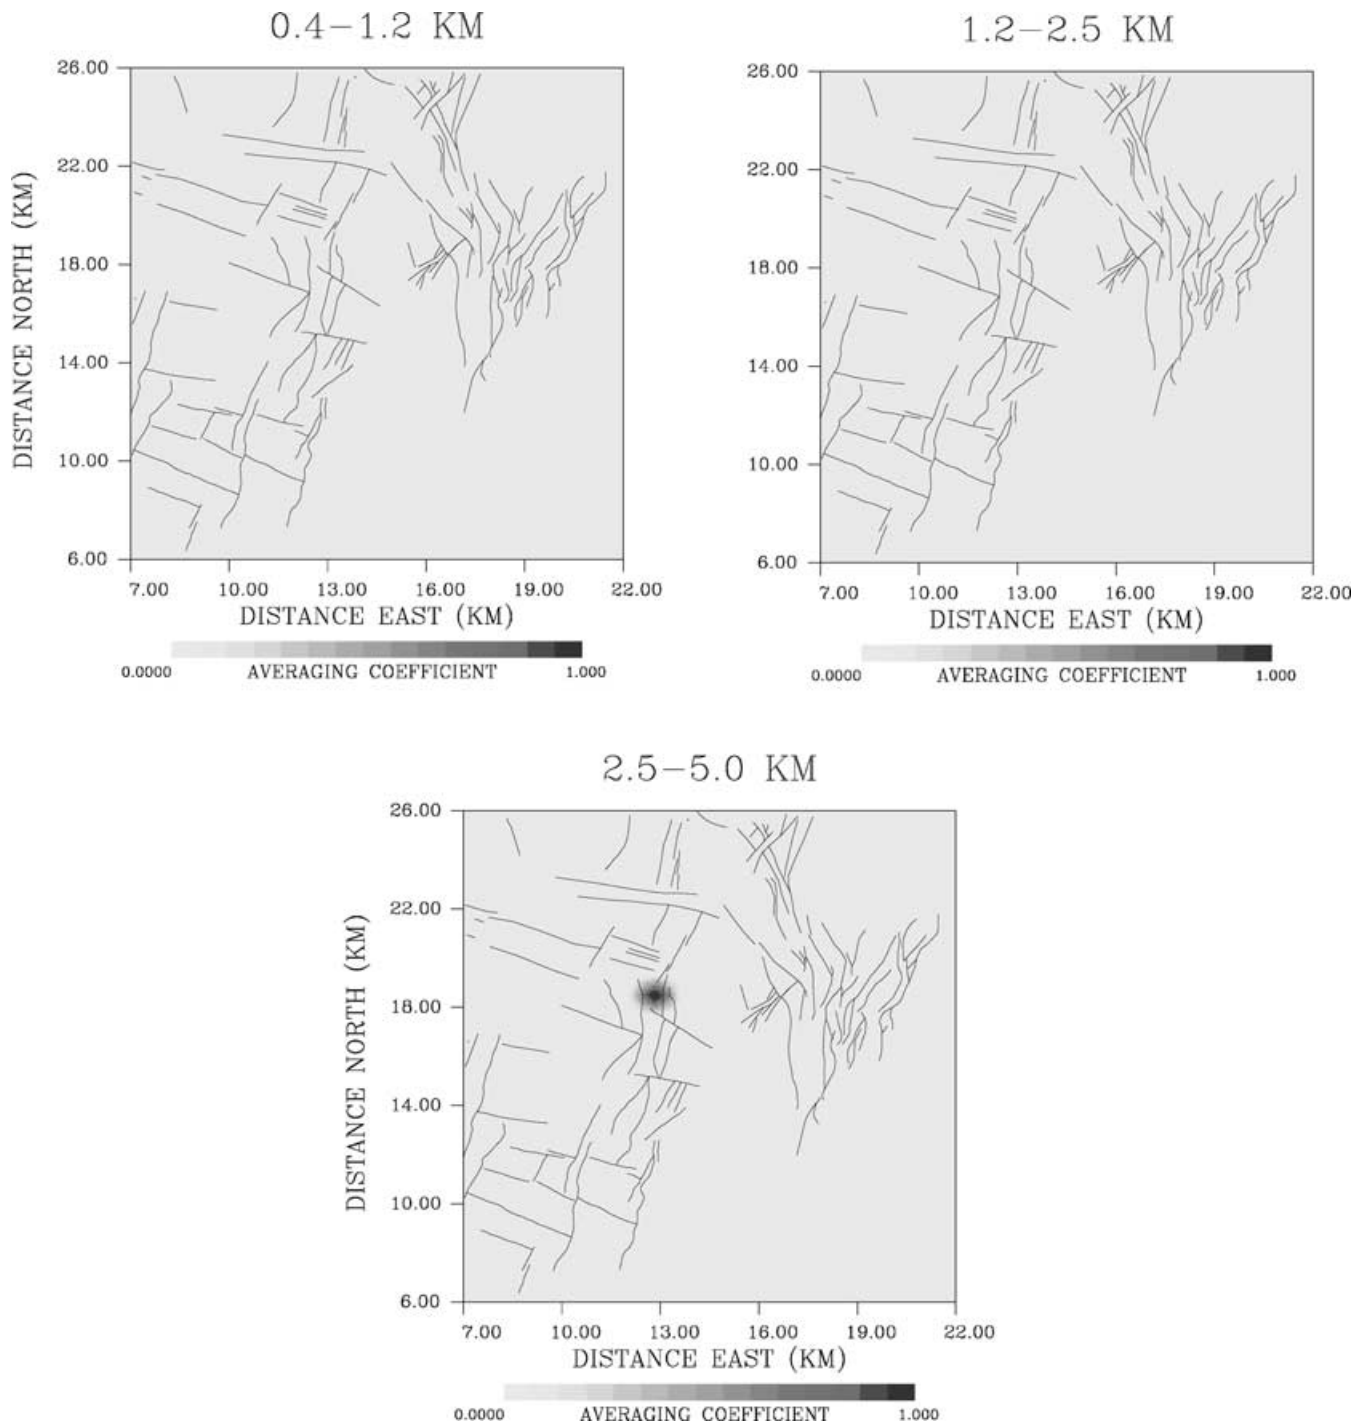 0.4–1.2 KM
26.00
22.00
18.00
14.00
10.00
6.00
DISTANCE NORTH (KM)
7.00 10.00 13.00 16.00 19.00 22.00
DISTANCE EAST (KM)
0.0000 AVERAGING COEFFICIENT 1.000
1.2–2.5 KM
26.00
22.00
18.00
14.00
10.00
6.00
7.00 10.00 13.00 16.00 19.00 22.00
DISTANCE EAST (KM)
0.0000 AVERAGING COEFFICIENT 1.000
2.5–5.0 KM
26.00
22.00
18.00
14.00
10.00
6.00
DISTANCE NORTH (KM)
7.00 10.00 13.00 16.00 19.00 22.00
DISTANCE EAST (KM)
0.0000 AVERAGING COEFFICIENT 1.000